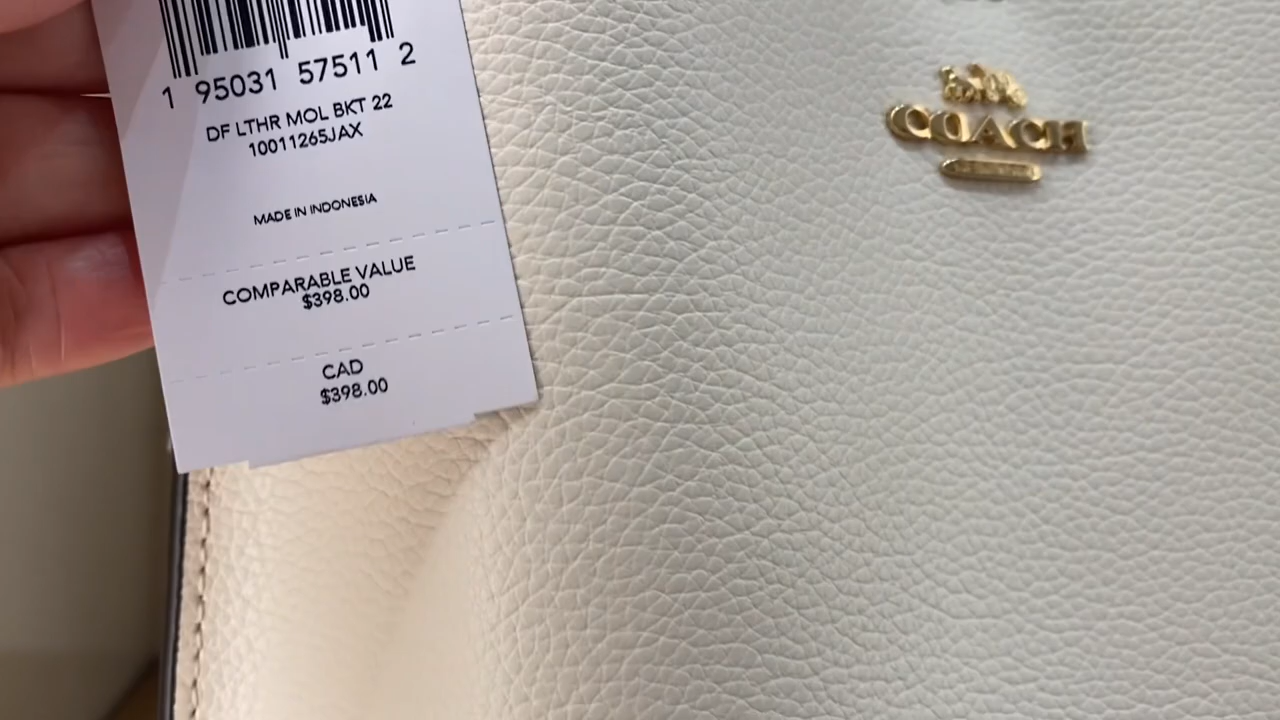 1 95031 57511 2
DF LTHR MOL BKT 22
10011265JAX
MADE IN INDONESIA
COMPARABLE VALUE
$398.00
CAD
$398.00
COACH